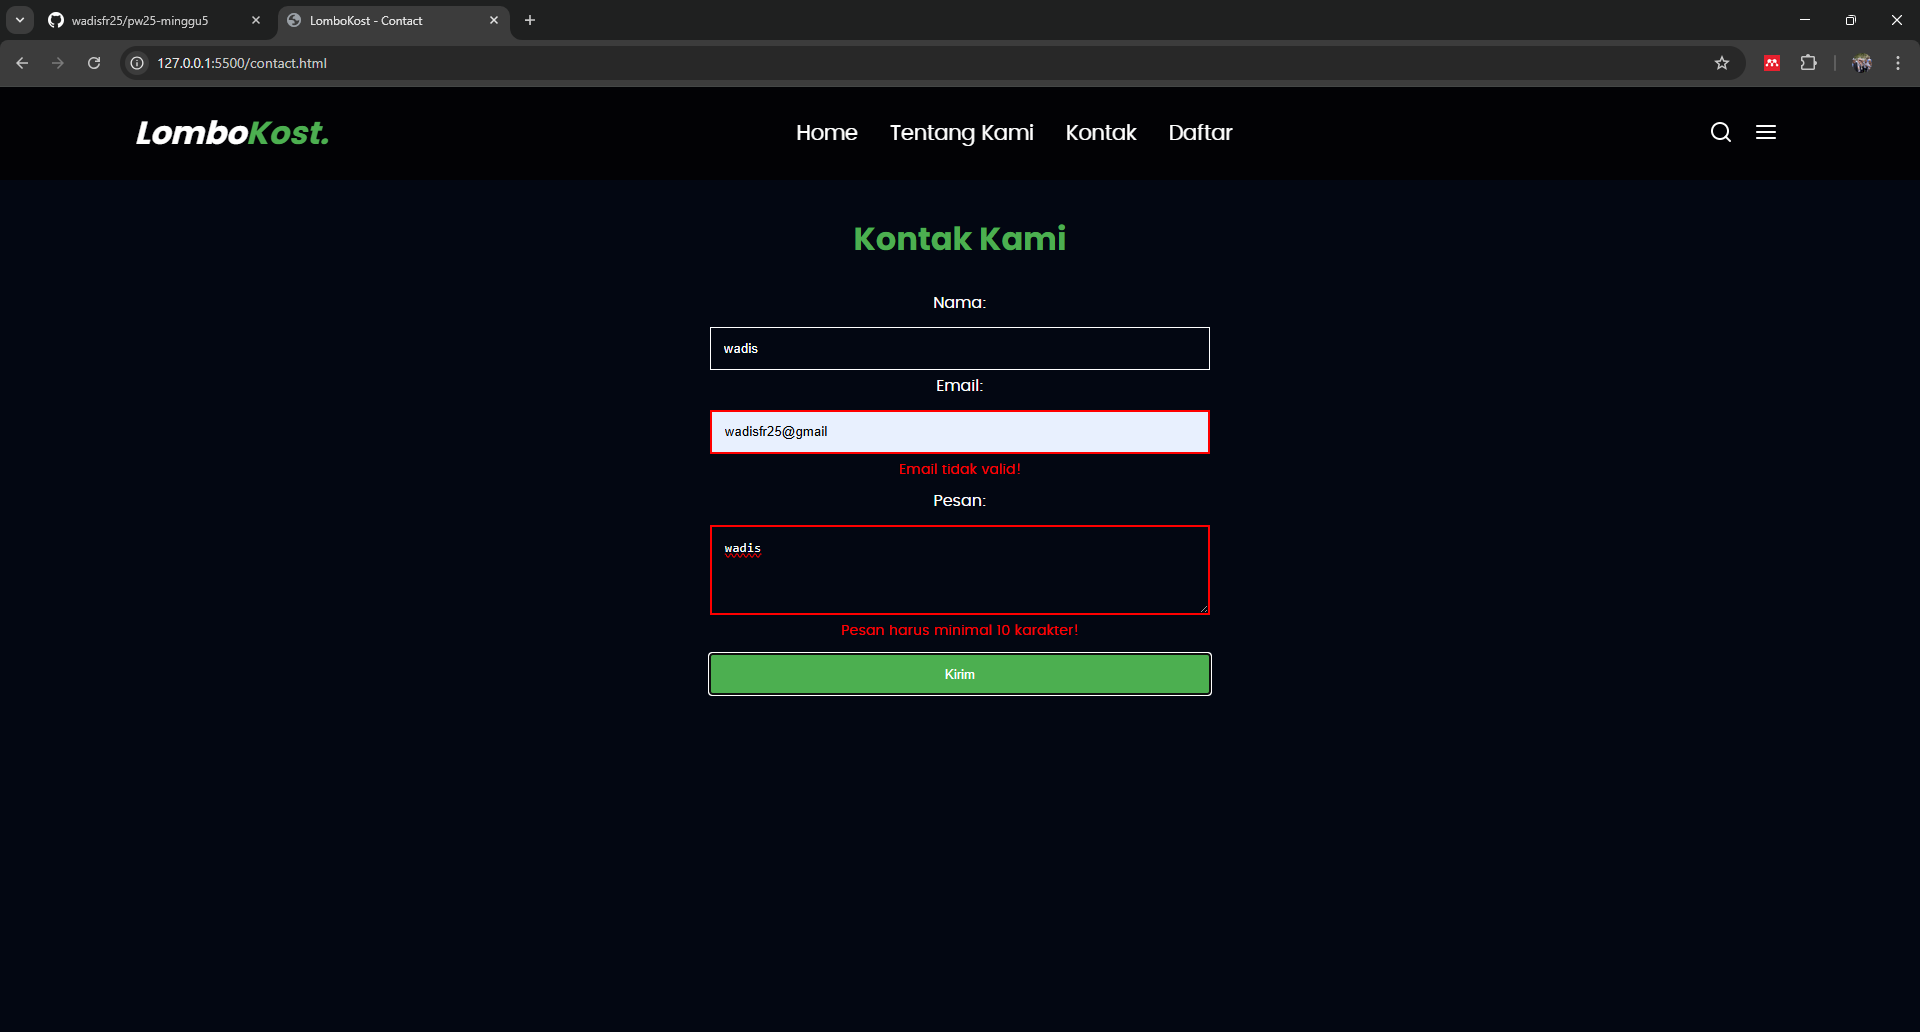 wadisfr25/pw25-minggu5
LomboKost - Contact
127.0.0.1:5500/contact.html
LomboKost.
Home Tentang Kami Kontak Daftar
Kontak Kami
Nama:
wadis
Email:
wadisfr25@gmail
Email tidak valid!
Pesan:
wadis
Pesan harus minimal 10 karakter!
Kirim